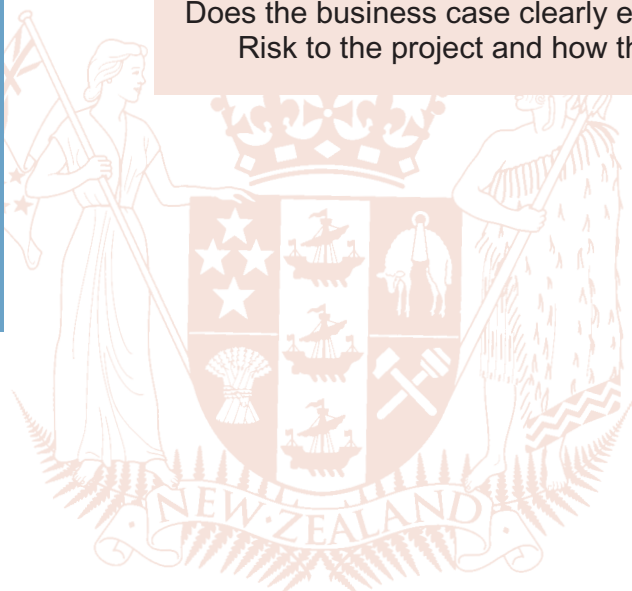 Does the business case clearly e
Risk to the project and how th
NEW ZEALAND